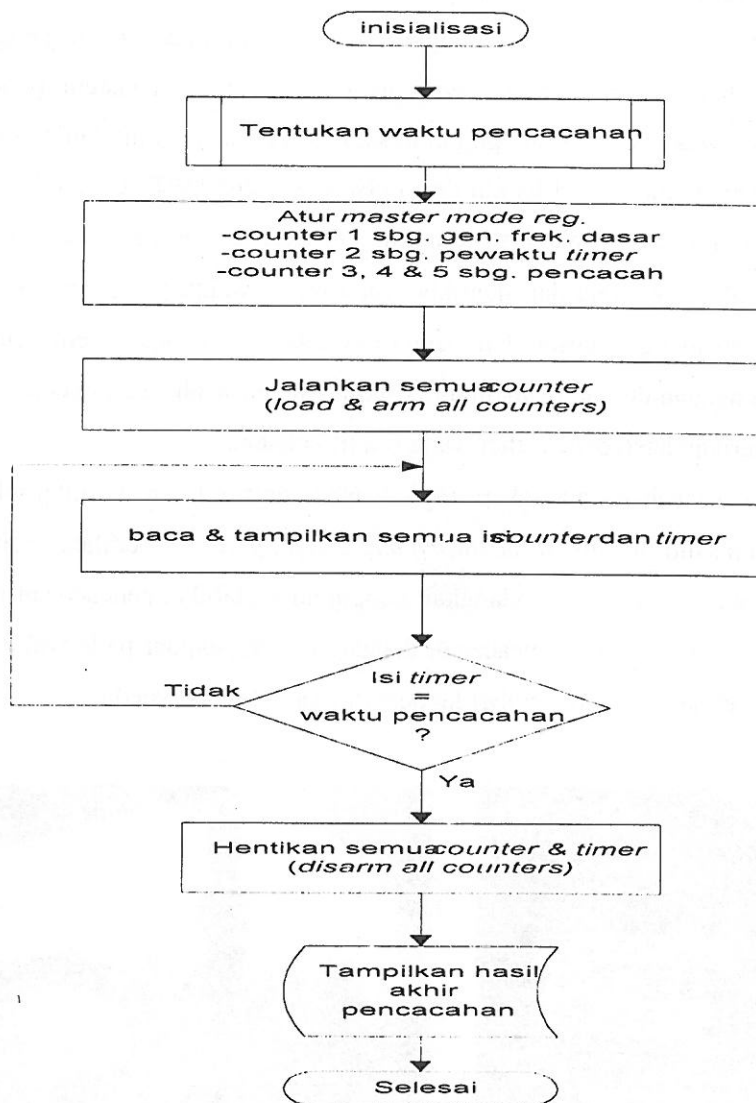 inisialisasi
Tentukan waktu pencacahan
Atur master mode reg.
-counter 1 sbg. gen. frek. dasar
-counter 2 sbg. pewaktu timer
-counter 3, 4 & 5 sbg. pencacah
Jalankan semuacounter
(load & arm all counters)
baca & tampilkan semua isicounterdan timer
Isi timer
=
waktu pencacahan
?
Tidak
Ya
Hentikan semuacounter & timer
(disarm all counters)
Tampilkan hasil
akhir
pencacahan
Selesai